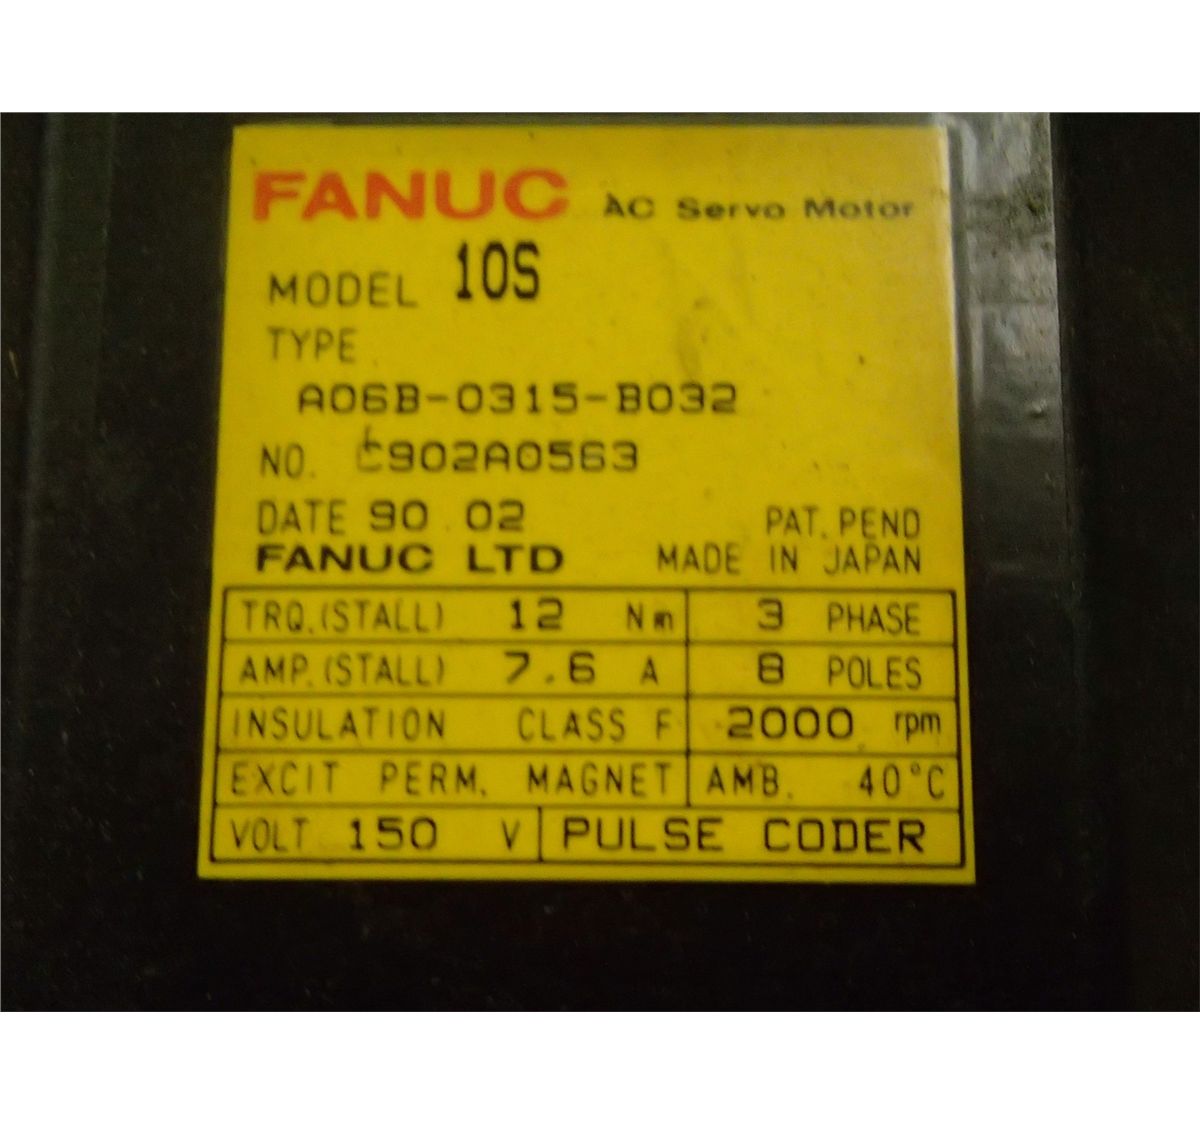 FANUC AC Servo Motor
MODEL 10S
TYPE
A06B-0315-B032
NO. C902A0563
DATE 90.02
PAT. PEND
FANUC LTD MADE IN JAPAN
TRQ.(STALL) 12 Nm 3 PHASE
AMP.(STALL) 7.6 A 8 POLES
INSULATION CLASS F 2000 rpm
EXCIT PERM. MAGNET AMB. 40°C
VOLT 150 V PULSE CODER